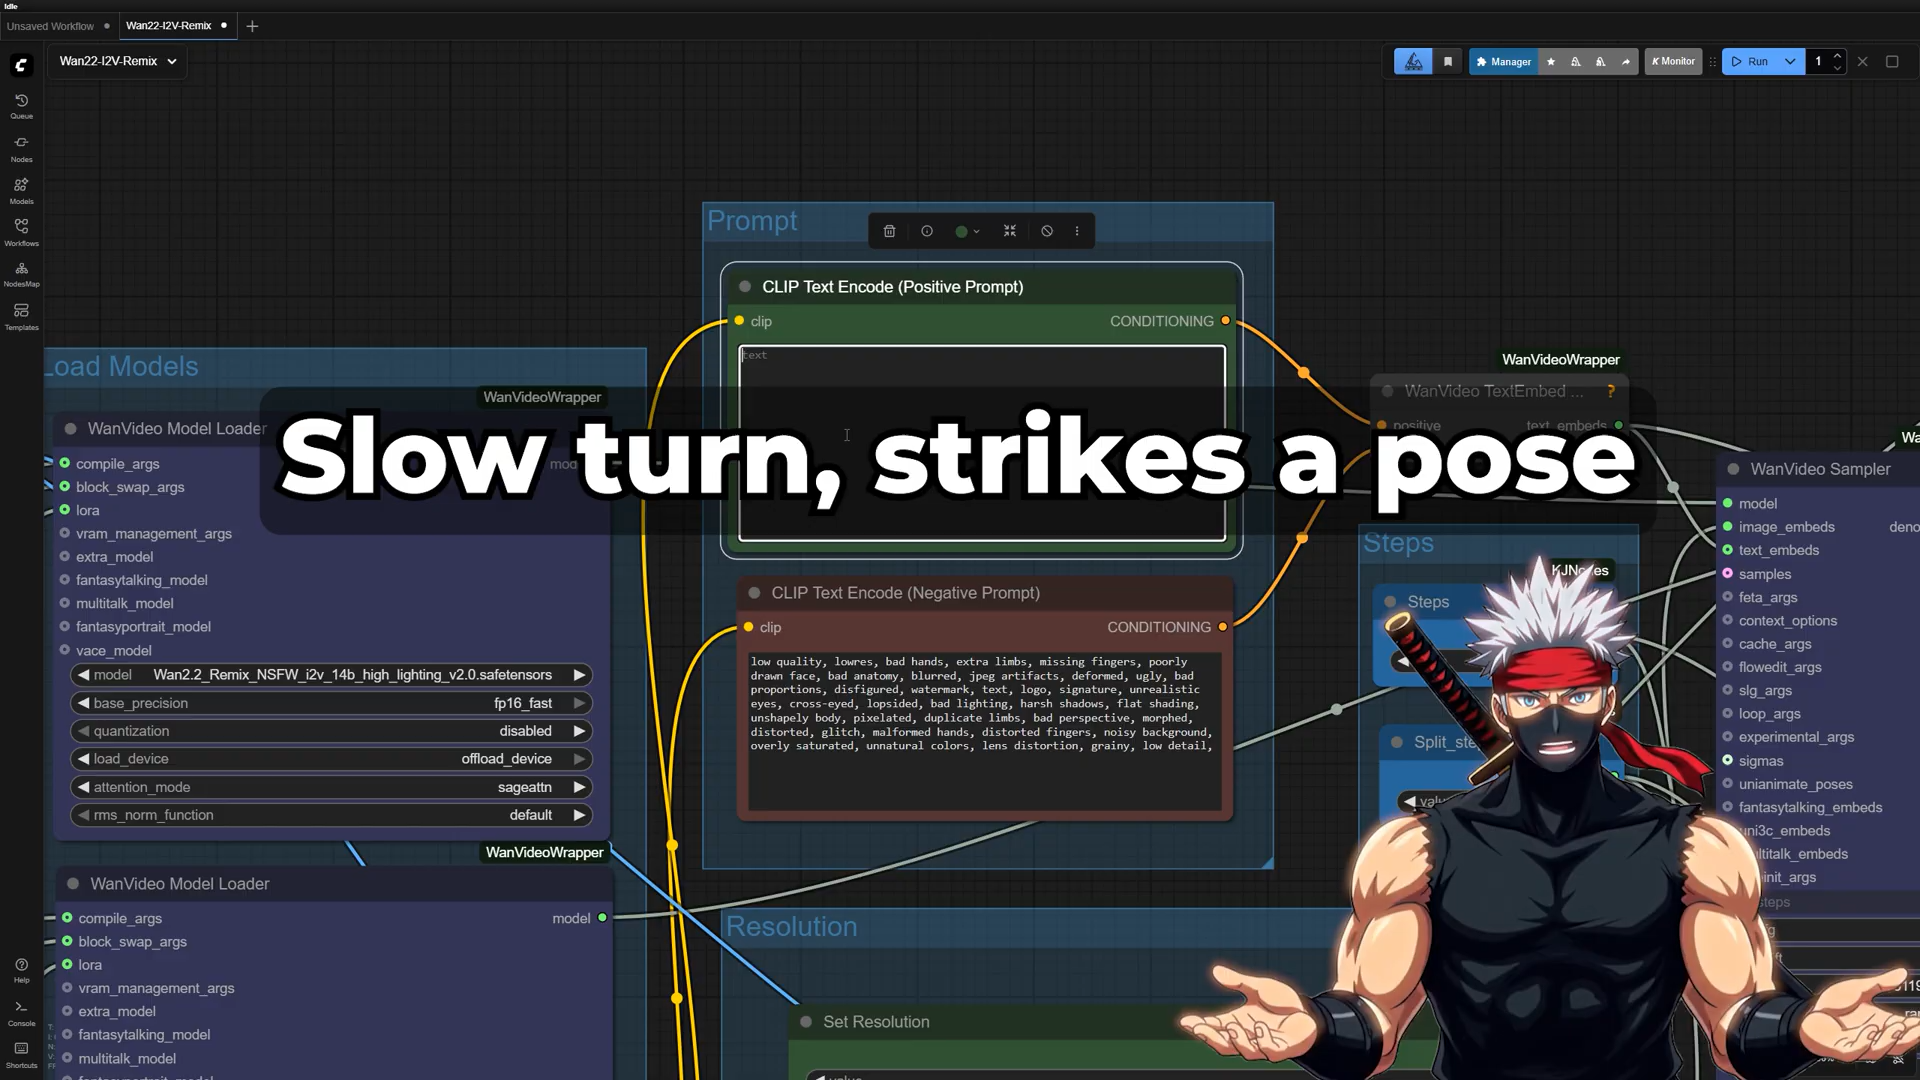 Idle
Unsaved Workflow
Wan22-I2V-Remix
Wan22-I2V-Remix
Manager
Monitor
Run
1
Queue
Nodes
Models
Workflows
NodesMap
Templates
Help
Console
Shortcuts
Load Models
WanVideoWrapper
WanVideo Model Loader
compile_args
block_swap_args
lora
vram_management_args
extra_model
fantasytalking_model
multitalk_model
fantasyportrait_model
vace_model
model Wan2.2_Remix_NSFW_i2v_14b_high_lighting_v2.0.safetensors
base_precision fp16_fast
quantization disabled
load_device offload_device
attention_mode sageattn
rms_norm_function default
WanVideoWrapper
WanVideo Model Loader
compile_args model
block_swap_args
lora
vram_management_args
extra_model
fantasytalking_model
multitalk_model
Prompt
CLIP Text Encode (Positive Prompt)
clip CONDITIONING
text
Slow turn, strikes a pose
CLIP Text Encode (Negative Prompt)
clip CONDITIONING
low quality, lowres, bad hands, extra limbs, missing fingers, poorly
drawn face, bad anatomy, blurred, jpeg artifacts, deformed, ugly, bad
proportions, disfigured, watermark, text, logo, signature, unrealistic
eyes, cross-eyed, lopsided, bad lighting, harsh shadows, flat shading,
unshapely body, pixelated, duplicate limbs, bad perspective, morphed,
distorted, glitch, malformed hands, distorted fingers, noisy background,
overly saturated, unnatural colors, lens distortion, grainy, low detail,
Resolution
Set Resolution
WanVideoWrapper
WanVideo TextEmbed ... ?
positive text_embeds
Steps
KJNodes
Steps
WanVideo Sampler
model
image_embeds
text_embeds
samples
feta_args
context_options
cache_args
flowedit_args
slg_args
loop_args
experimental_args
sigmas
unianimate_poses
fantasytalking_embeds
uni3c_embeds
multitalk_embeds
steps